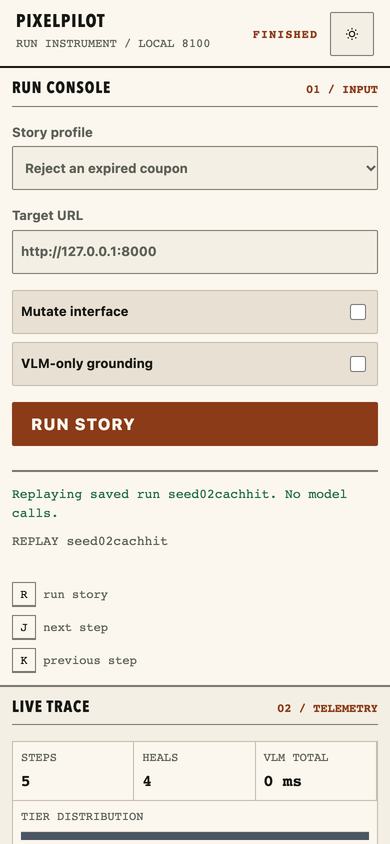 PIXELPILOT
RUN INSTRUMENT / LOCAL 8100
FINISHED
RUN CONSOLE
01 / INPUT
Story profile
Reject an expired coupon
Target URL
http://127.0.0.1:8000
Mutate interface
VLM-only grounding
RUN STORY
Replaying saved run seed02cachhit. No model
calls.
REPLAY seed02cachhit
R run story
J next step
K previous step
LIVE TRACE
02 / TELEMETRY
STEPS
5
HEALS
4
VLM TOTAL
0 ms
TIER DISTRIBUTION